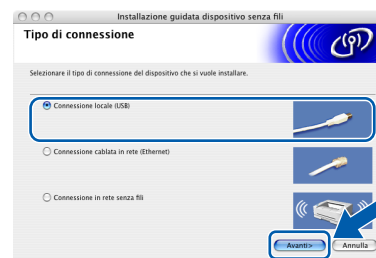 Installazione guidata dispositivo senza fili
Tipo di connessione
Selezionare il tipo di connessione del dispositivo che si vuole installare.
Connessione locale (USB)
Connessione cablata in rete (Ethernet)
Connessione in rete senza fili
Avanti>
Annulla